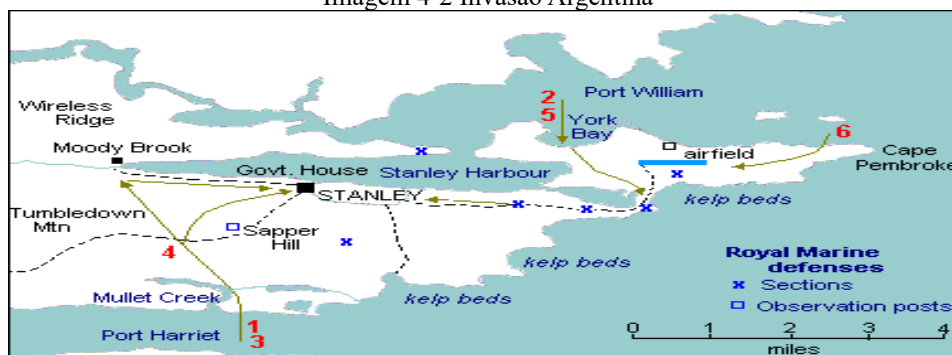 Imagem 4-2 Invasão Argentina
Wireless
Ridge
Moody Brook
Govt. House
STANLEY
Stanley Harbour
Tumbledown
Mtn
4
Sapper
Hill
Mullet Creek
Port Harriet
1
3
2
5
York
Bay
Port William
airfield
6
Cape
Pembroke
kelp beds
kelp beds
kelp beds
Royal Marine
defenses
x Sections
Observation posts
0 1 2 3 4
miles